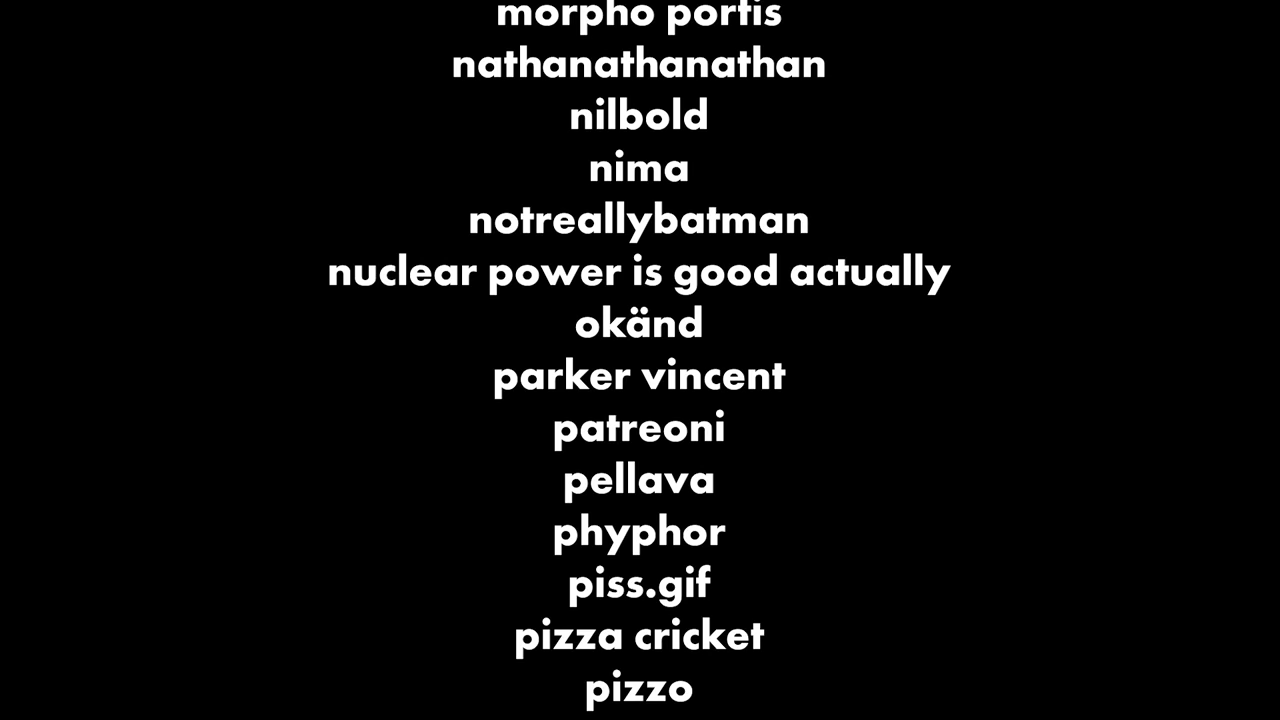 morpho portis
nathanathanathan
nilbold
nima
notreallybatman
nuclear power is good actually
okänd
parker vincent
patreoni
pellava
phyphor
piss.gif
pizza cricket
pizzo